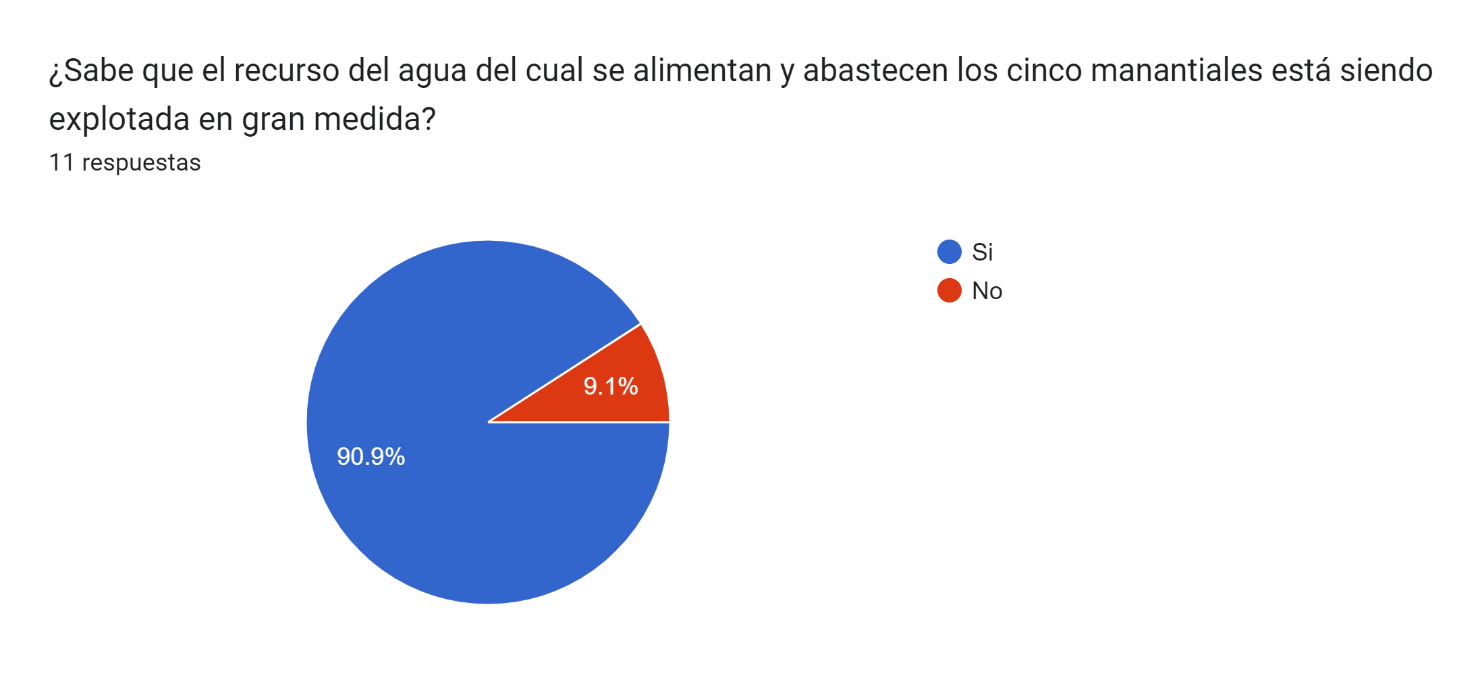 ¿Sabe que el recurso del agua del cual se alimentan y abastecen los cinco manantiales está siendo
explotada en gran medida?
11 respuestas
Si
No
9.1%
90.9%